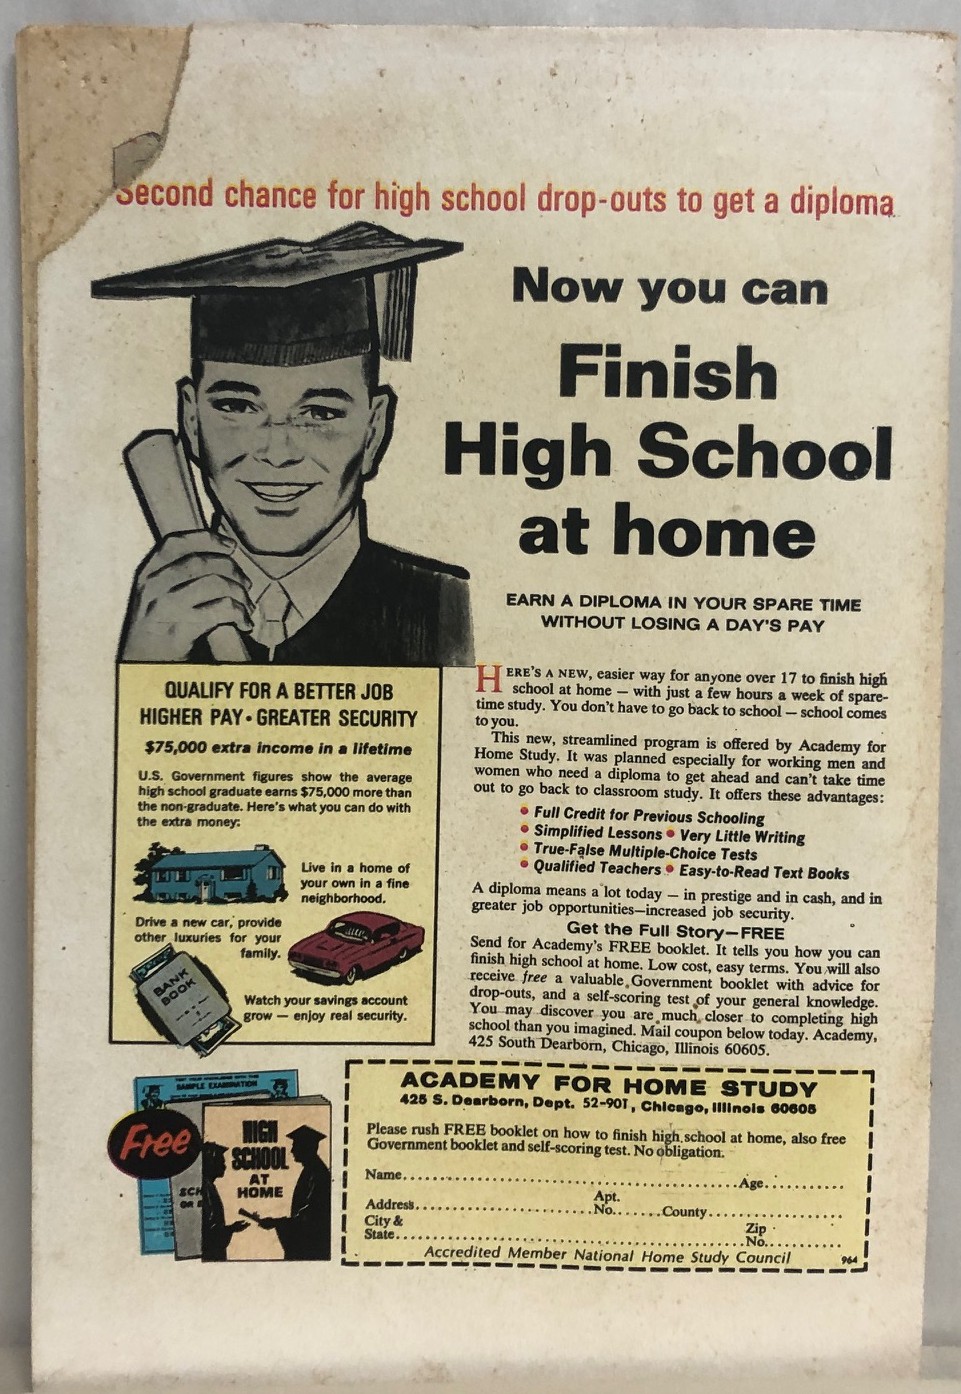 Second chance for high school drop-outs to get a diploma
Now you can
Finish
High School
at home
EARN A DIPLOMA IN YOUR SPARE TIME
WITHOUT LOSING A DAY'S PAY
QUALIFY FOR A BETTER JOB
HIGHER PAY • GREATER SECURITY
$75,000 extra income in a lifetime
U.S. Government figures show the average
high school graduate earns $75,000 more than
the non-graduate. Here's what you can do with
the extra money:
Live in a home of
your own in a fine
neighborhood.
Drive a new car, provide
other luxuries for your
family.
BANK
BOOK
Watch your savings account
grow — enjoy real security.
HERE'S A NEW, easier way for anyone over 17 to finish high
school at home — with just a few hours a week of spare-
time study. You don't have to go back to school — school comes
to you.
This new, streamlined program is offered by Academy for
Home Study. It was planned especially for working men and
women who need a diploma to get ahead and can't take time
out to go back to classroom study. It offers these advantages:
• Full Credit for Previous Schooling
• Simplified Lessons • Very Little Writing
• True-False Multiple-Choice Tests
• Qualified Teachers • Easy-to-Read Text Books
A diploma means a lot today — in prestige and in cash, and in
greater job opportunities—increased job security.
Get the Full Story—FREE
Send for Academy's FREE booklet. It tells you how you can
finish high school at home. Low cost, easy terms. You will also
receive free a valuable Government booklet with advice for
drop-outs, and a self-scoring test of your general knowledge.
You may discover you are much closer to completing high
school than you imagined. Mail coupon below today. Academy,
425 South Dearborn, Chicago, Illinois 60605.
SAMPLE EXAMINATION
Free
SCH
OR
HIGH
SCHOOL
AT
HOME
ACADEMY FOR HOME STUDY
425 S. Dearborn, Dept. 52-901, Chicago, Illinois 60605
Please rush FREE booklet on how to finish high school at home, also free
Government booklet and self-scoring test. No obligation.
Name........................Age............
Address........................Apt. No.......County........................
City & State........................Zip No............
Accredited Member National Home Study Council 964